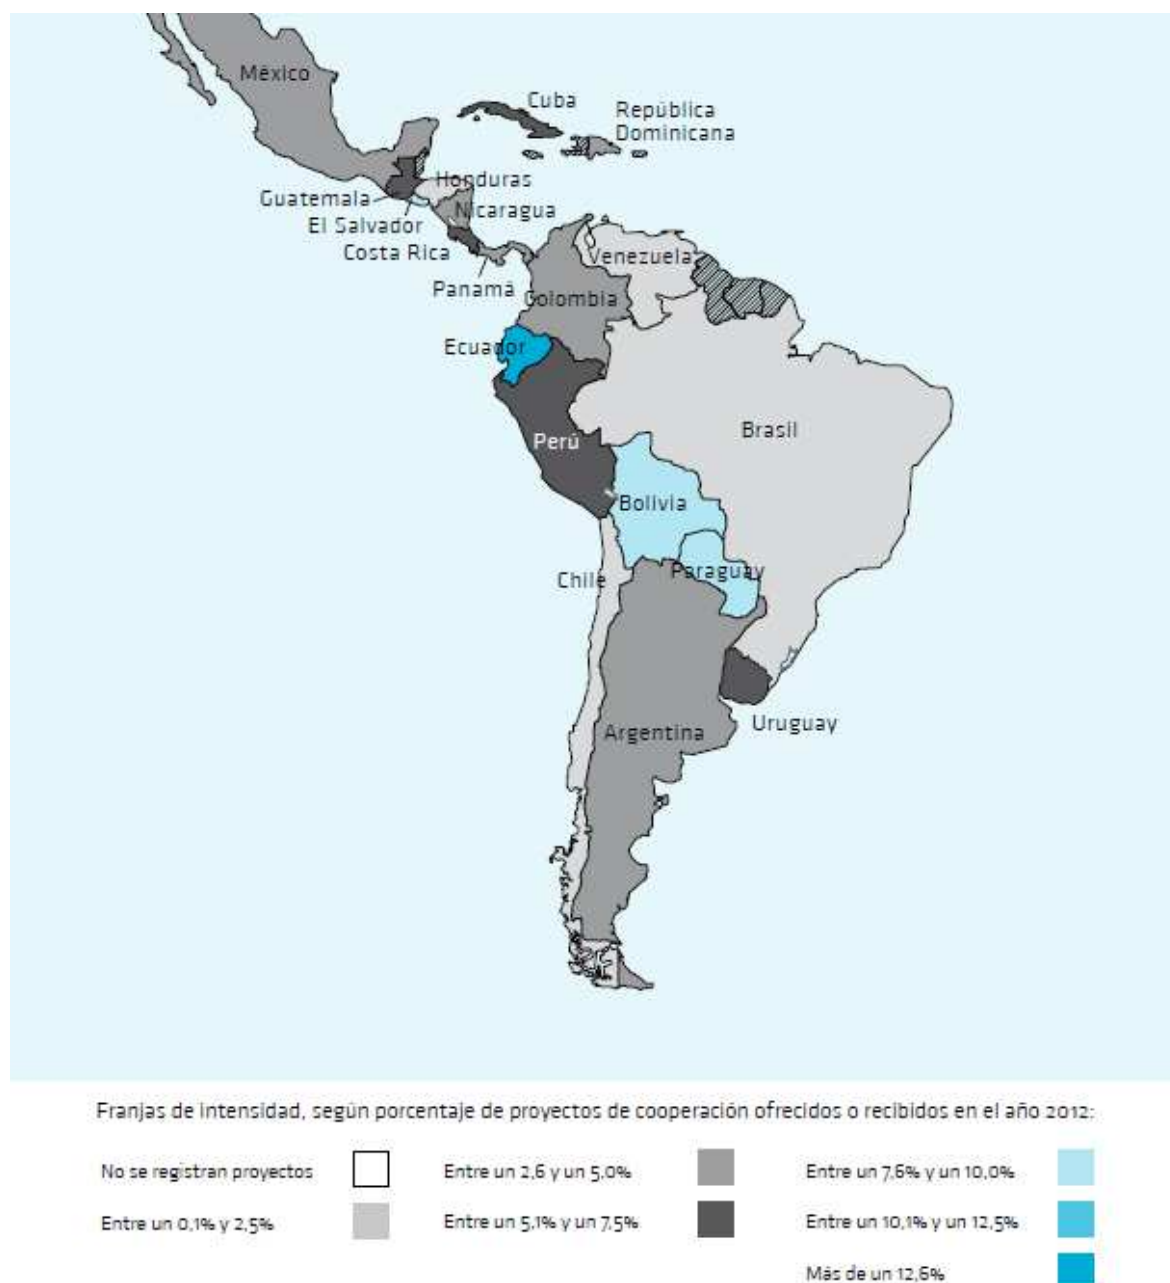 México
Cuba
República
Dominicana
Honduras
Guatemala
Nicaragua
El Salvador
Costa Rica
Venezuela
Panamá
Colombia
Ecuador
Brasil
Perú
Bolivia
Paraguay
Chile
Uruguay
Argentina
Franjas de intensidad, según porcentaje de proyectos de cooperación ofrecidos o recibidos en el año 2012:
No se registran proyectos
Entre un 2,6 y un 5,0%
Entre un 7,6% y un 10,0%
Entre un 0,1% y 2,5%
Entre un 5,1% y un 7,5%
Entre un 10,1% y un 12,5%
Más de un 12,6%